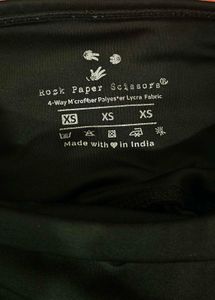 Rock Paper Scissors®
4-Way Microfiber Polyester Lycra Fabric
XS XS XS
Made with ♥ in India